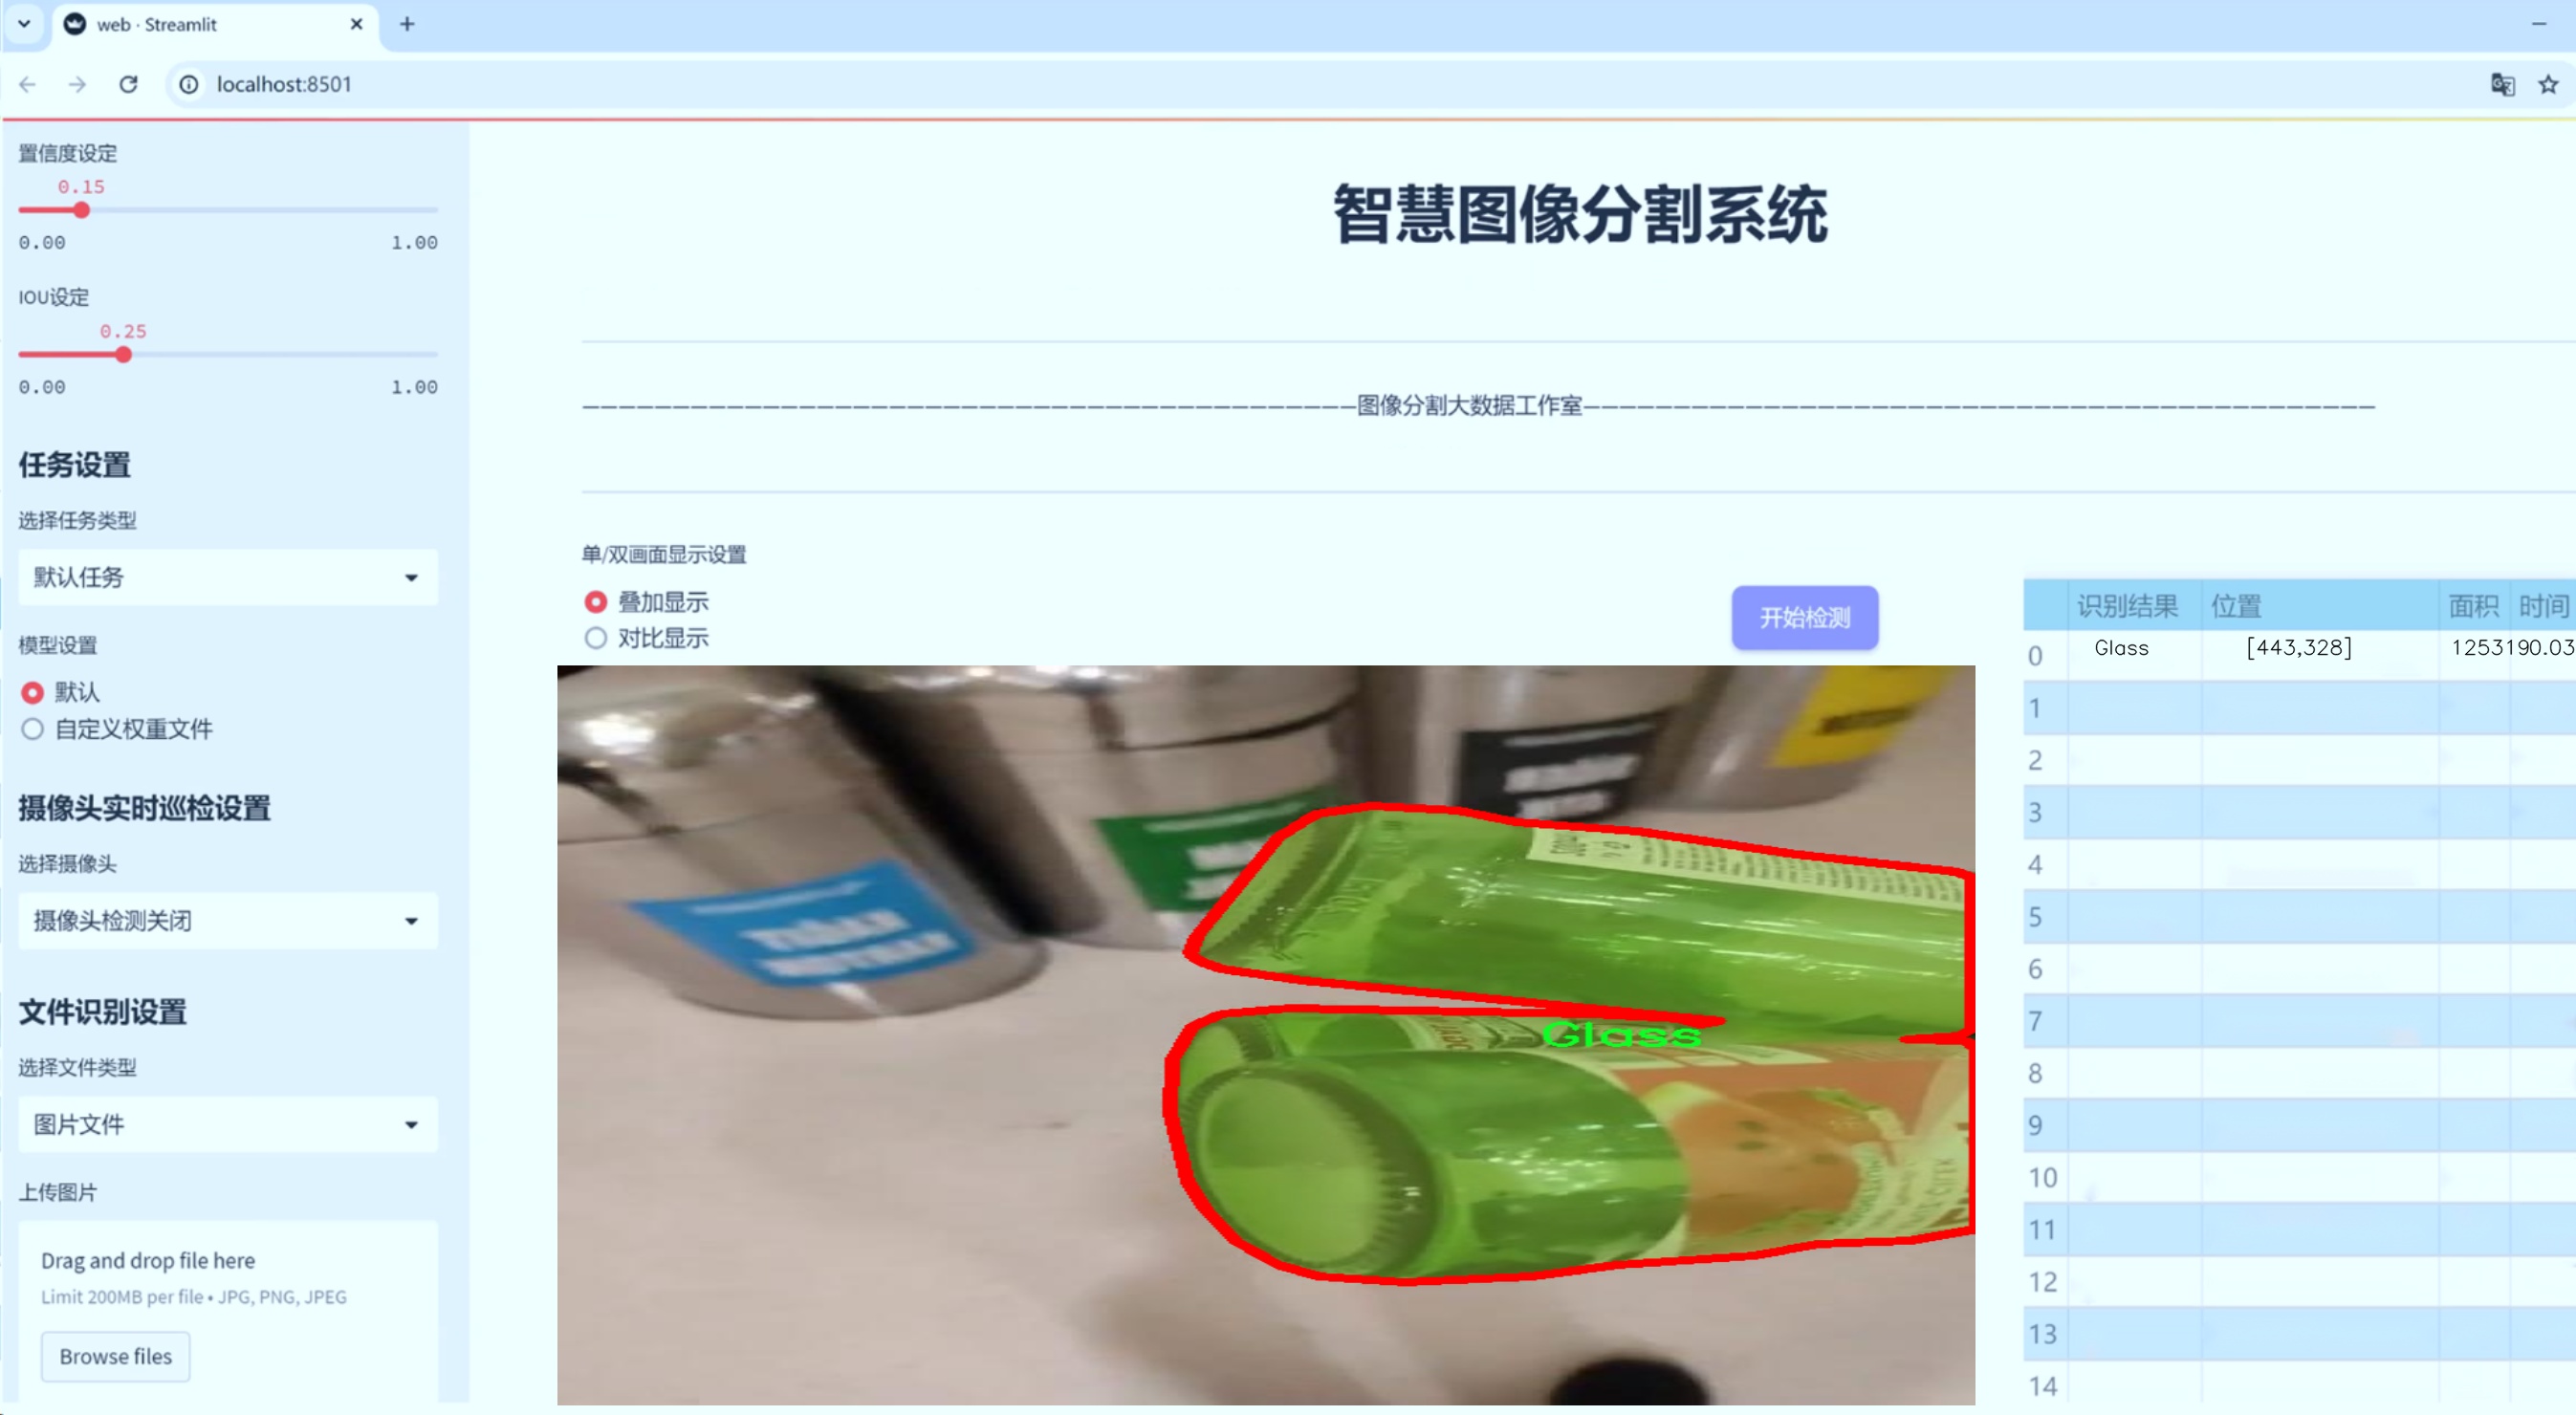 web · Streamlit
localhost:8501
置信度设定
0.15
0.00 1.00
IOU设定
0.25
0.00 1.00
任务设置
选择任务类型
默认任务
模型设置
默认
自定义权重文件
摄像头实时巡检设置
选择摄像头
摄像头检测关闭
文件识别设置
选择文件类型
图片文件
上传图片
Drag and drop file here
Limit 200MB per file • JPG, PNG, JPEG
Browse files
智慧图像分割系统
———————————————————————————————————————————图像分割大数据工作室————————————————————————————————————————————
单/双画面显示设置
叠加显示
对比显示
开始检测
Glass
识别结果 位置 面积 时间
0 Glass [443,328] 1253190.03
1
2
3
4
5
6
7
8
9
10
11
12
13
14